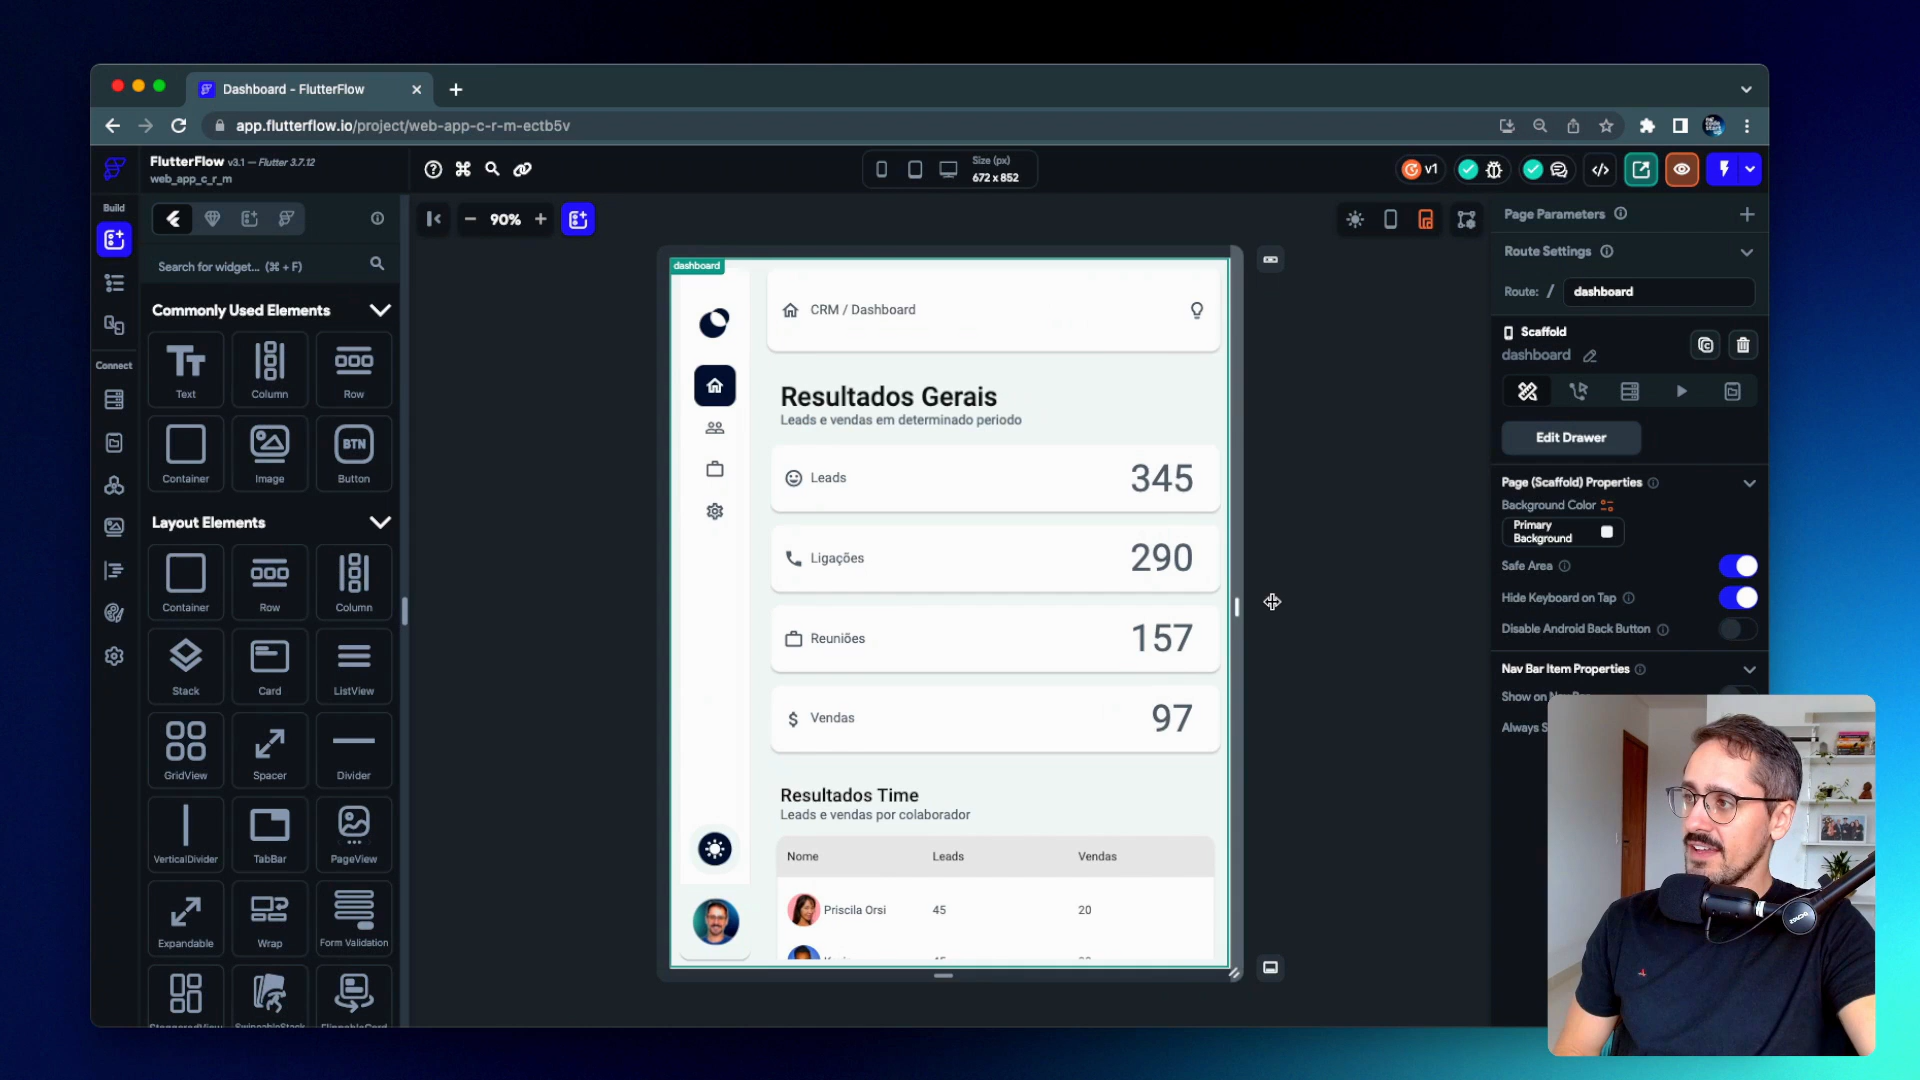 Dashboard - FlutterFlow
app.flutterflow.io/project/web-app-c-r-m-ectb5v
FlutterFlow v3.1 — Flutter 3.7.12
web_app_c_r_m
Size (px)
672 x 852
v1
Build
90%
Page Parameters
Search for widget... (⌘ + F)
Route Settings
Route: / dashboard
Commonly Used Elements
Text
Column
Row
Container
Image
BTN
Button
Connect
Layout Elements
Container
Row
Column
Stack
Card
ListView
GridView
Spacer
Divider
VerticalDivider
TabBar
PageView
Expandable
Wrap
Form Validation
dashboard
CRM / Dashboard
Resultados Gerais
Leads e vendas em determinado periodo
Leads 345
Ligações 290
Reuniões 157
Vendas 97
Resultados Time
Leads e vendas por colaborador
Nome Leads Vendas
Priscila Orsi 45 20
Scaffold
dashboard
Edit Drawer
Page (Scaffold) Properties
Background Color
Primary
Background
Safe Area
Hide Keyboard on Tap
Disable Android Back Button
Nav Bar Item Properties
Show on
Always